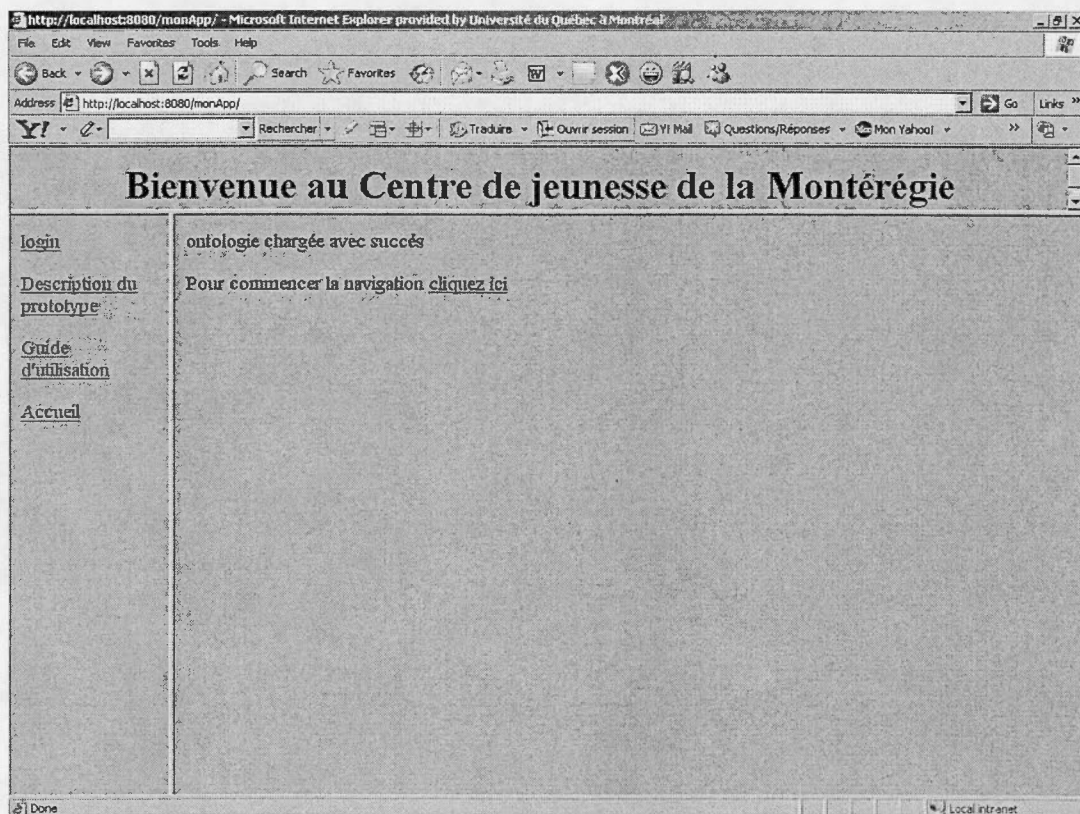 http://localhost:8080/monApp/ - Microsoft Internet Explorer provided by Université du Québec à Montréal
File Edit View Favorites Tools Help
Back Search Favorites
Address http://localhost:8080/monApp/ Go Links »
Y! Rechercher Traduire Ouvrir session Y! Mail Questions/Réponses Mon Yahoo! »
Bienvenue au Centre de jeunesse de la Montérégie
login
ontologie chargée avec succés
Description du
prototype
Pour commencer la navigation cliquez ici
Guide
d'utilisation
Accueil
Done Local intranet